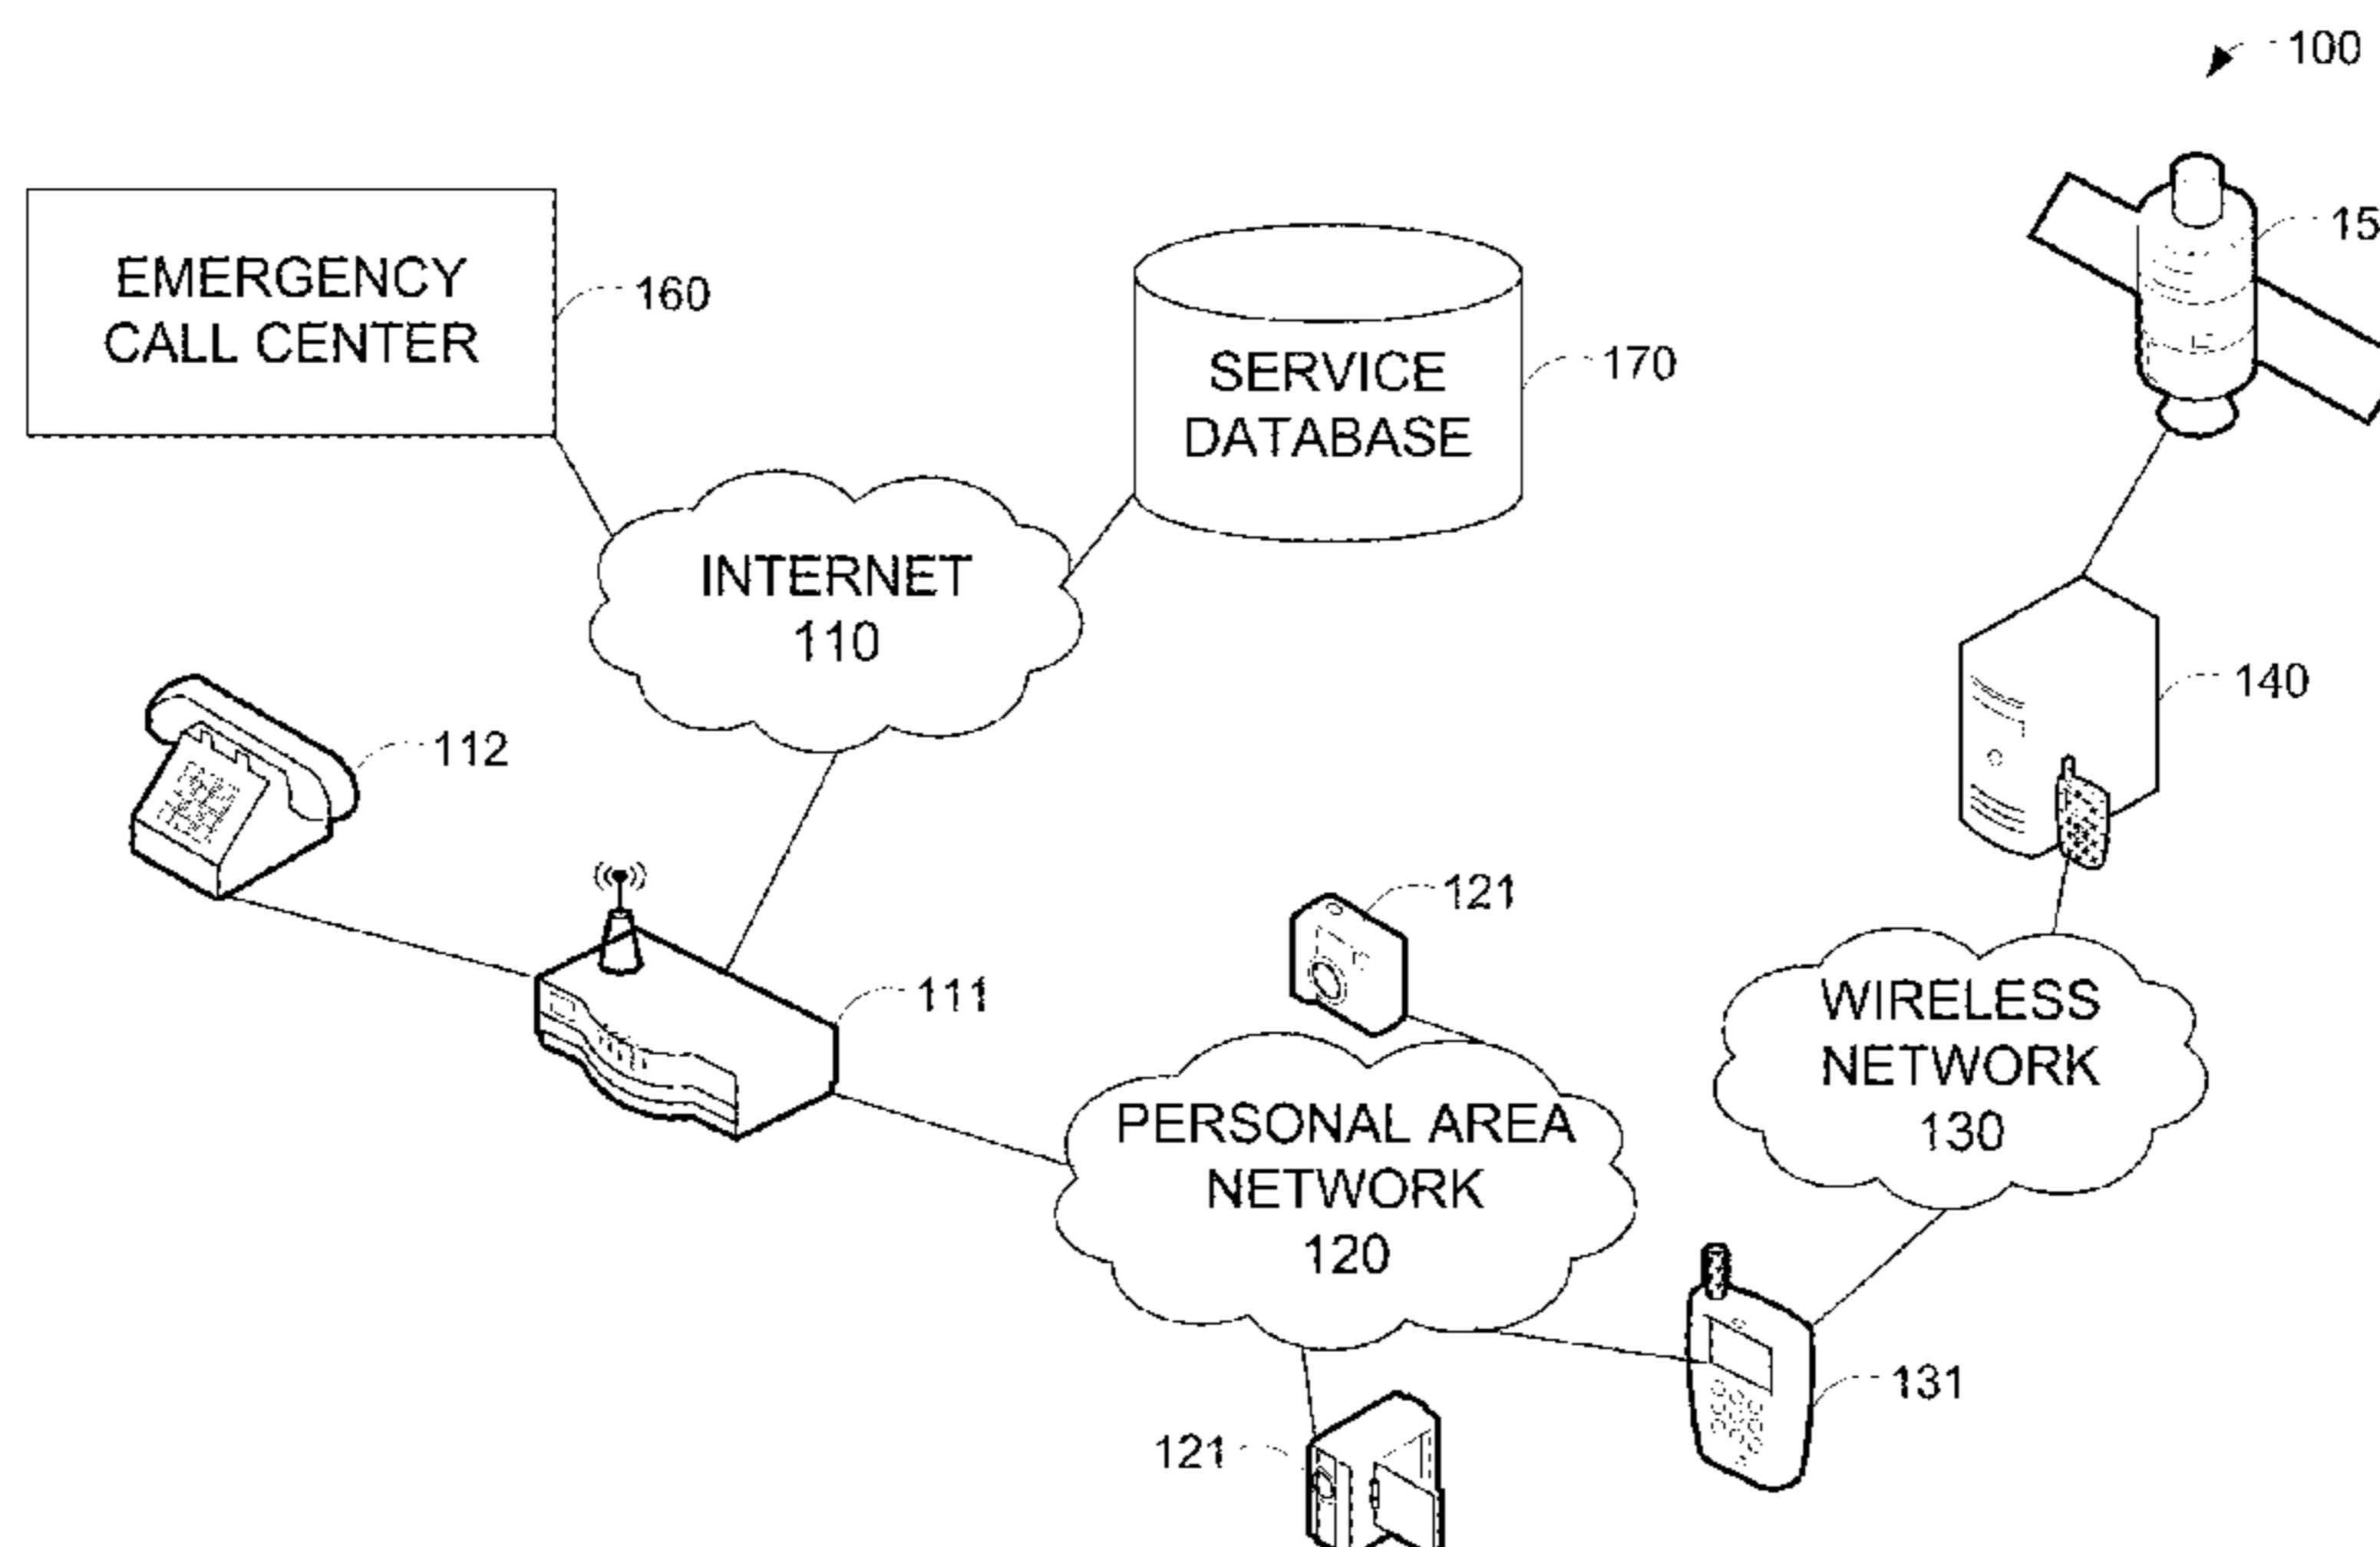 100
15
EMERGENCY
CALL CENTER
160
SERVICE
DATABASE
170
INTERNET
110
140
112
121
111
WIRELESS
NETWORK
130
PERSONAL AREA
NETWORK
120
131
121